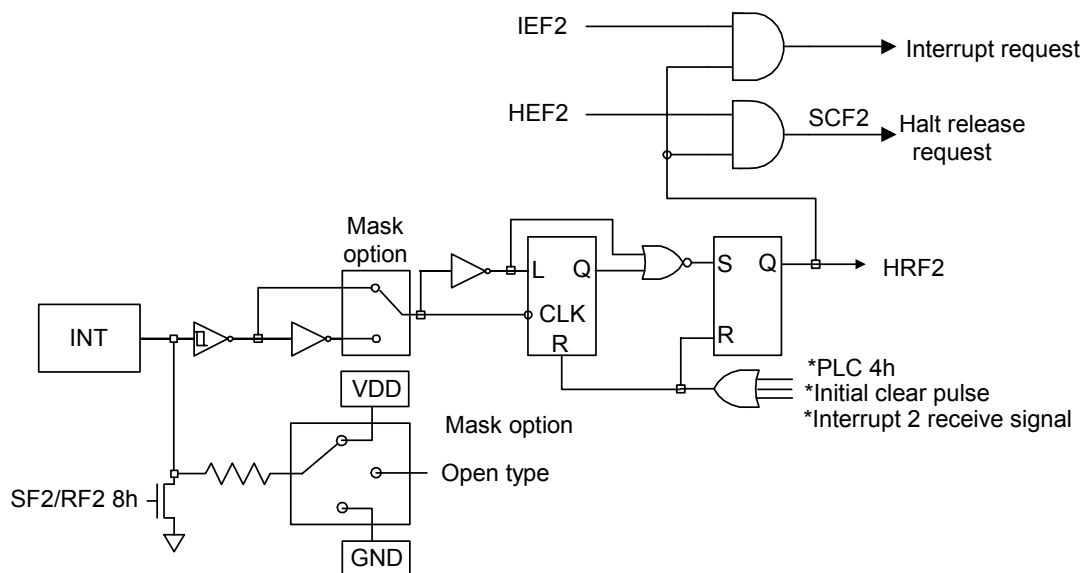 IEF2
Interrupt request
HEF2
SCF2
Halt release
request
Mask
option
L
Q
CLK
R
S
Q
R
HRF2
INT
*PLC 4h
*Initial clear pulse
*Interrupt 2 receive signal
VDD
Mask option
Open type
SF2/RF2 8h
GND